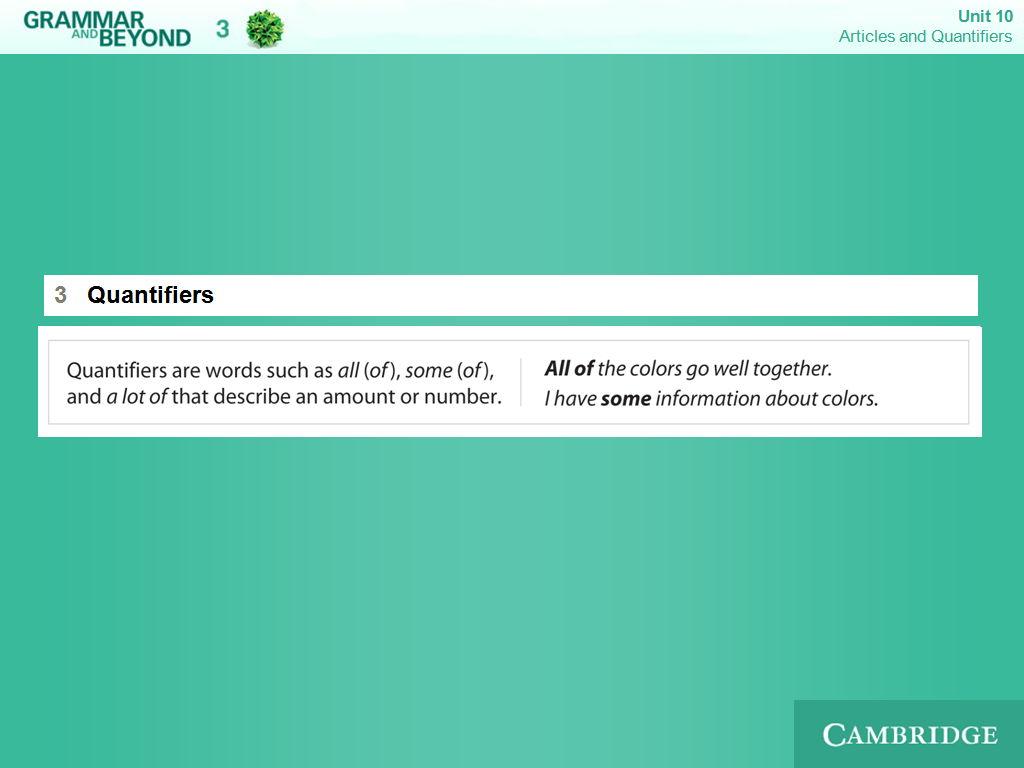 GRAMMAR
AND BEYOND 3
Unit 10
Articles and Quantifiers
3 Quantifiers
Quantifiers are words such as all (of), some (of),
and a lot of that describe an amount or number.
All of the colors go well together.
I have some information about colors.
CAMBRIDGE